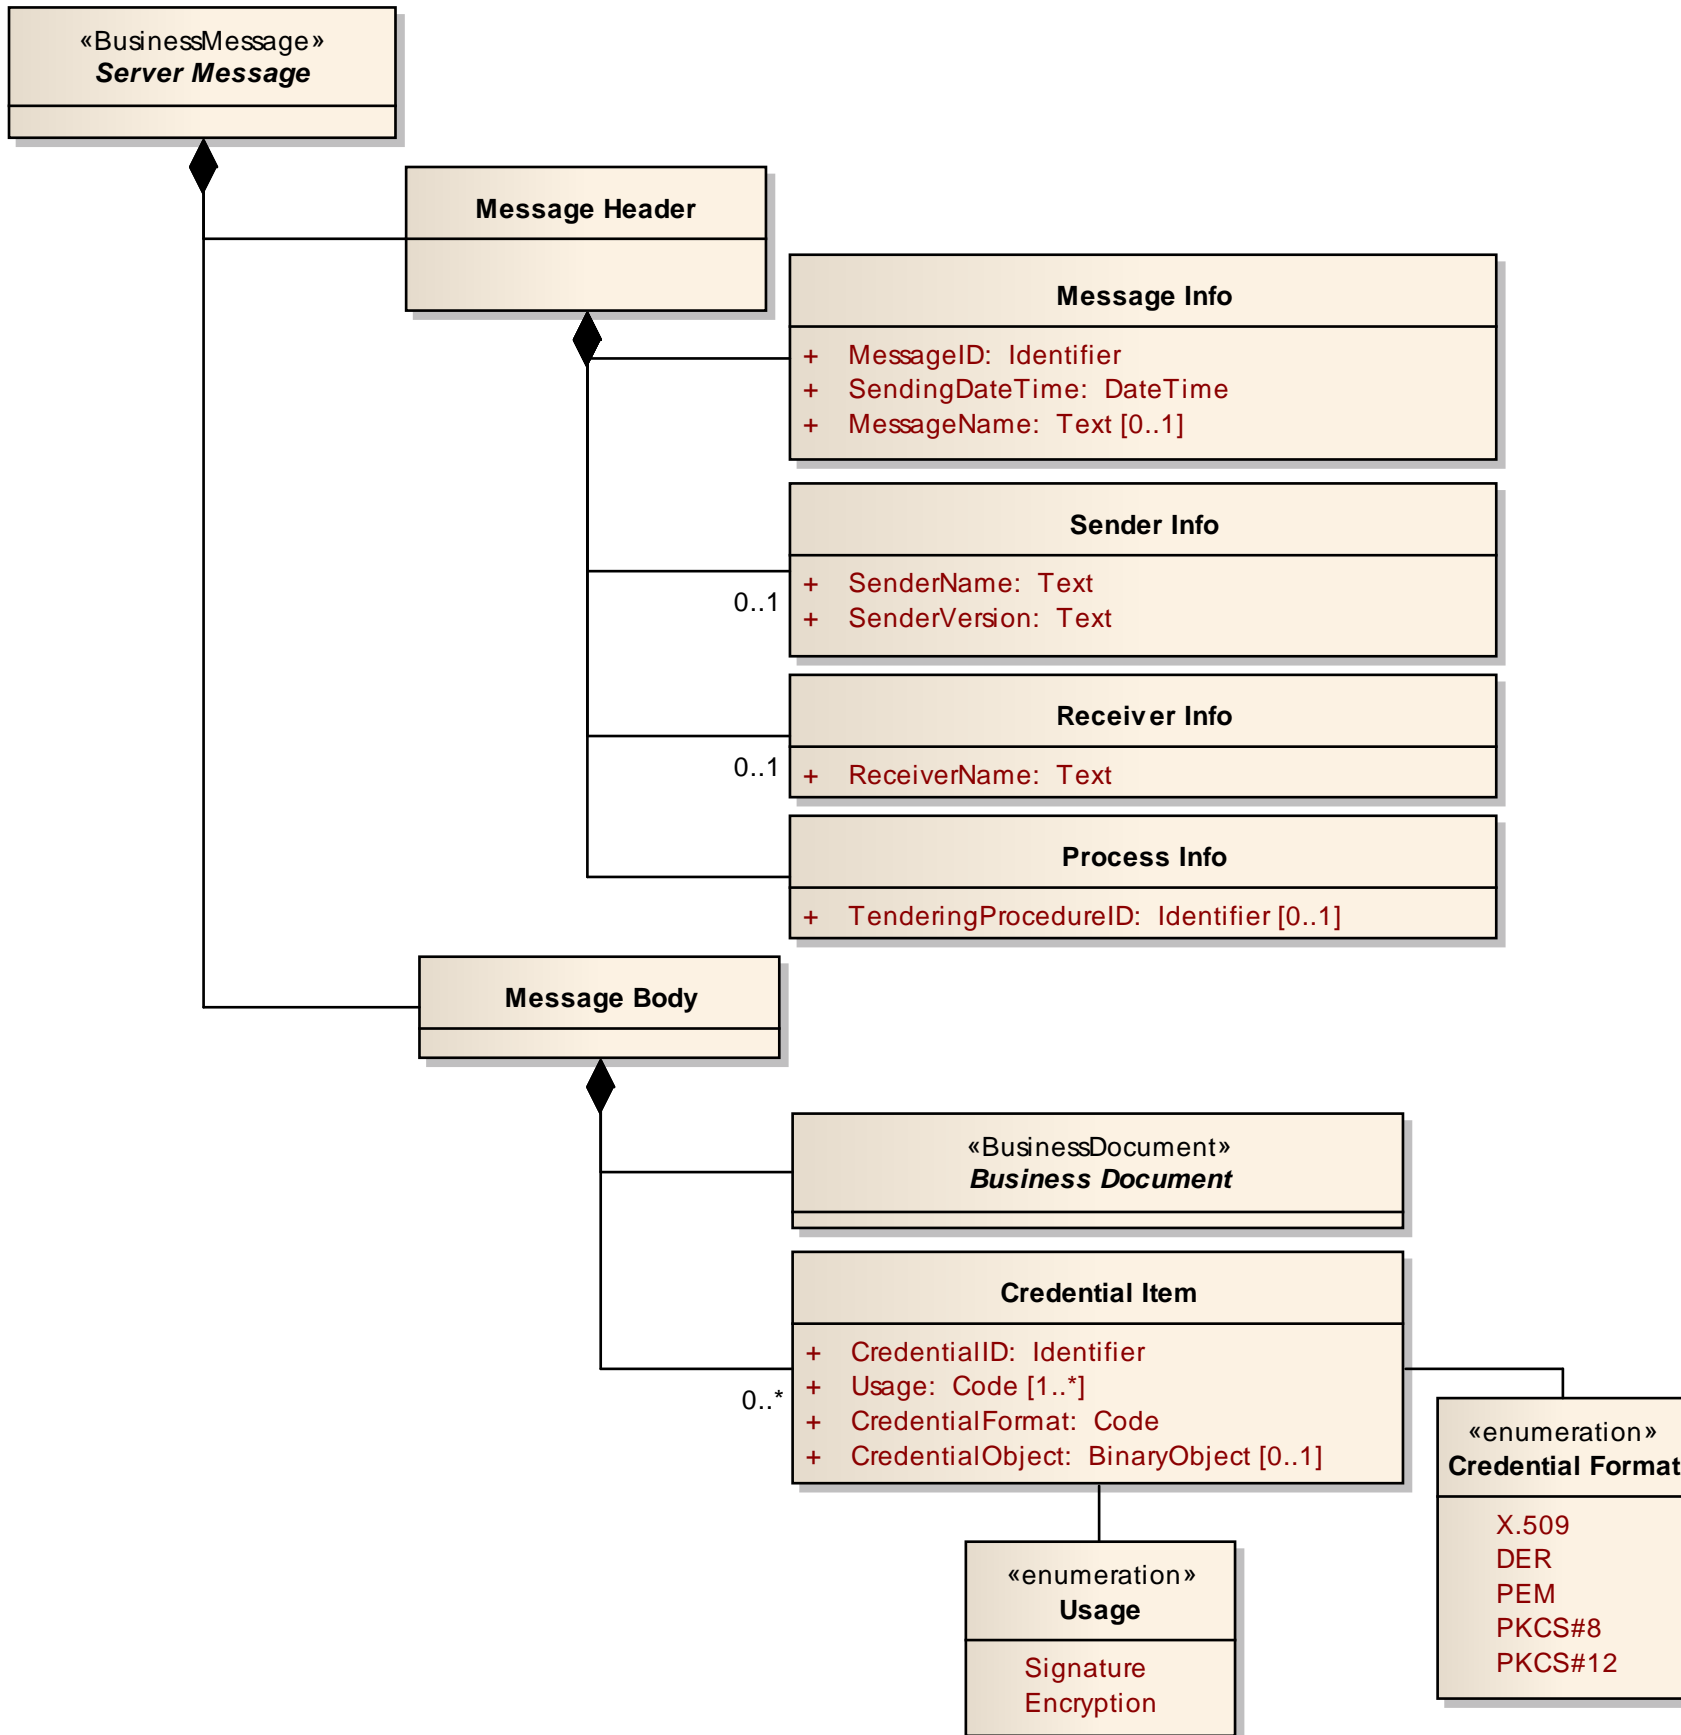 «BusinessMessage»
Server Message
Message Header
Message Info
+ MessageID: Identifier
+ SendingDateTime: DateTime
+ MessageName: Text [0..1]
Sender Info
+ SenderName: Text
+ SenderVersion: Text
0..1
Receiver Info
+ ReceiverName: Text
0..1
Process Info
+ TenderingProcedureID: Identifier [0..1]
Message Body
«BusinessDocument»
Business Document
Credential Item
+ CredentialID: Identifier
+ Usage: Code [1..*]
+ CredentialFormat: Code
+ CredentialObject: BinaryObject [0..1]
0..*
«enumeration»
Credential Format
X.509
DER
PEM
PKCS#8
PKCS#12
«enumeration»
Usage
Signature
Encryption